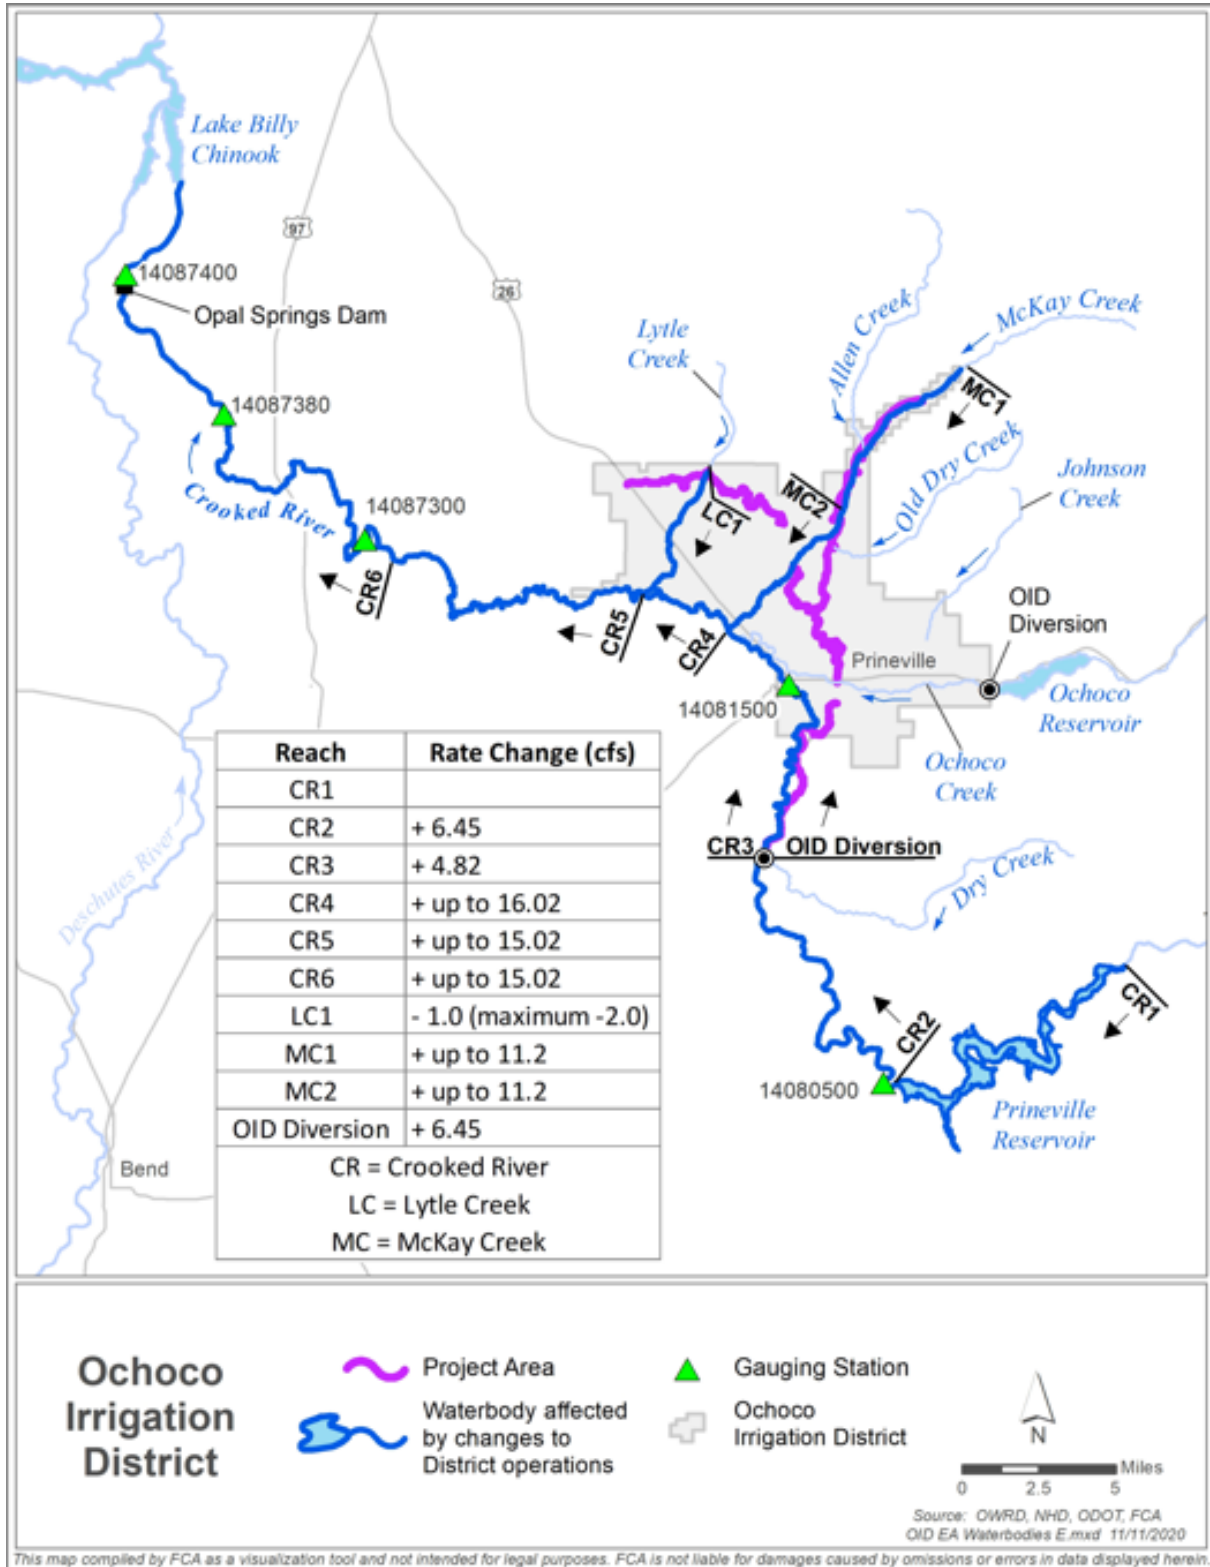 Lake Billy
Chinook
97
14087400
Opal Springs Dam
26
Lytle
Creek
Allen Creek
McKay Creek
MC1
14087380
Crooked River
14087300
MC2
LC1
Old Dry Creek
Johnson
Creek
CR6
CR5
CR4
OID
Diversion
Prineville
14081500
Ochoco
Reservoir
Ochoco
Creek
Deschutes River
CR3
OID Diversion
Dry Creek
CR1
CR2
14080500
Prineville
Reservoir
Bend
Reach Rate Change (cfs)
CR1
CR2 + 6.45
CR3 + 4.82
CR4 + up to 16.02
CR5 + up to 15.02
CR6 + up to 15.02
LC1 - 1.0 (maximum -2.0)
MC1 + up to 11.2
MC2 + up to 11.2
OID Diversion + 6.45
CR = Crooked River
LC = Lytle Creek
MC = McKay Creek
Ochoco
Irrigation
District
Project Area
Waterbody affected
by changes to
District operations
Gauging Station
Ochoco
Irrigation District
N
Miles
0 2.5 5
Source: OWRD, NHD, ODOT, FCA
OID EA Waterbodies E.mxd 11/11/2020
This map compiled by FCA as a visualization tool and not intended for legal purposes. FCA is not liable for damages caused by omissions or errors in data displayed herein